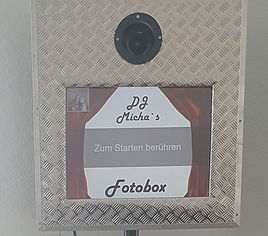 DJ
Micha`s
Zum Starten berühren
Fotobox